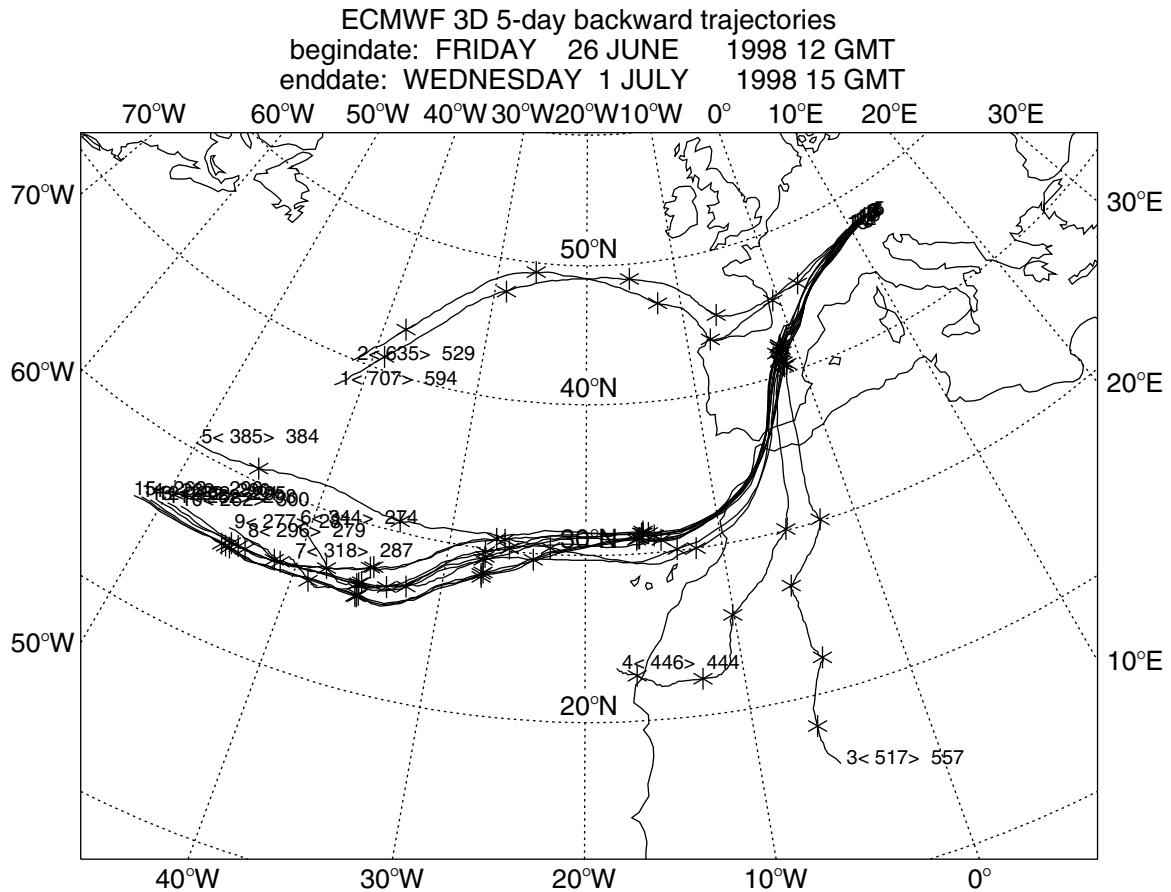 ECMWF 3D 5-day backward trajectories
begindate: FRIDAY 26 JUNE 1998 12 GMT
enddate: WEDNESDAY 1 JULY 1998 15 GMT
70°W 60°W 50°W 40°W 30°W 20°W 10°W 0° 10°E 20°E 30°E
70°W
30°E
50°N
2< 635> 529
60°W
1<707> 594
40°N
20°E
5< 385> 384
6< 344> 274
9< 277>
8< 296> 279
30°N
7< 318> 287
50°W
4< 446> 444
10°E
20°N
3< 517> 557
40°W 30°W 20°W 10°W 0°